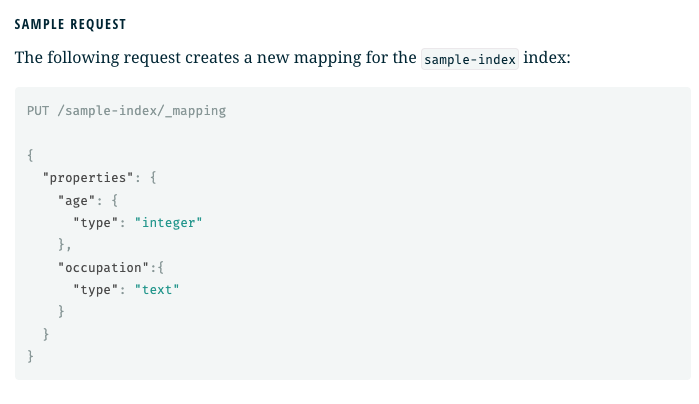 SAMPLE REQUEST
The following request creates a new mapping for the sample-index index:
PUT /sample-index/_mapping
{
  "properties": {
    "age": {
      "type": "integer"
    },
    "occupation":{
      "type": "text"
    }
  }
}